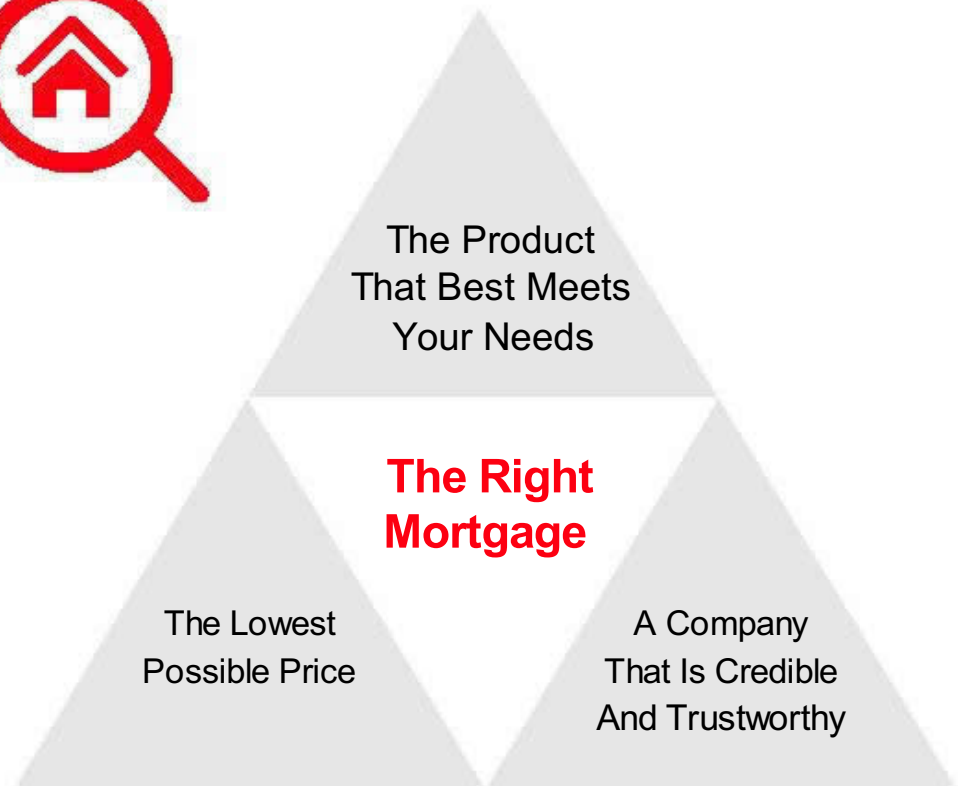 The Product
That Best Meets
Your Needs
The Right
Mortgage
The Lowest
Possible Price
A Company
That Is Credible
And Trustworthy